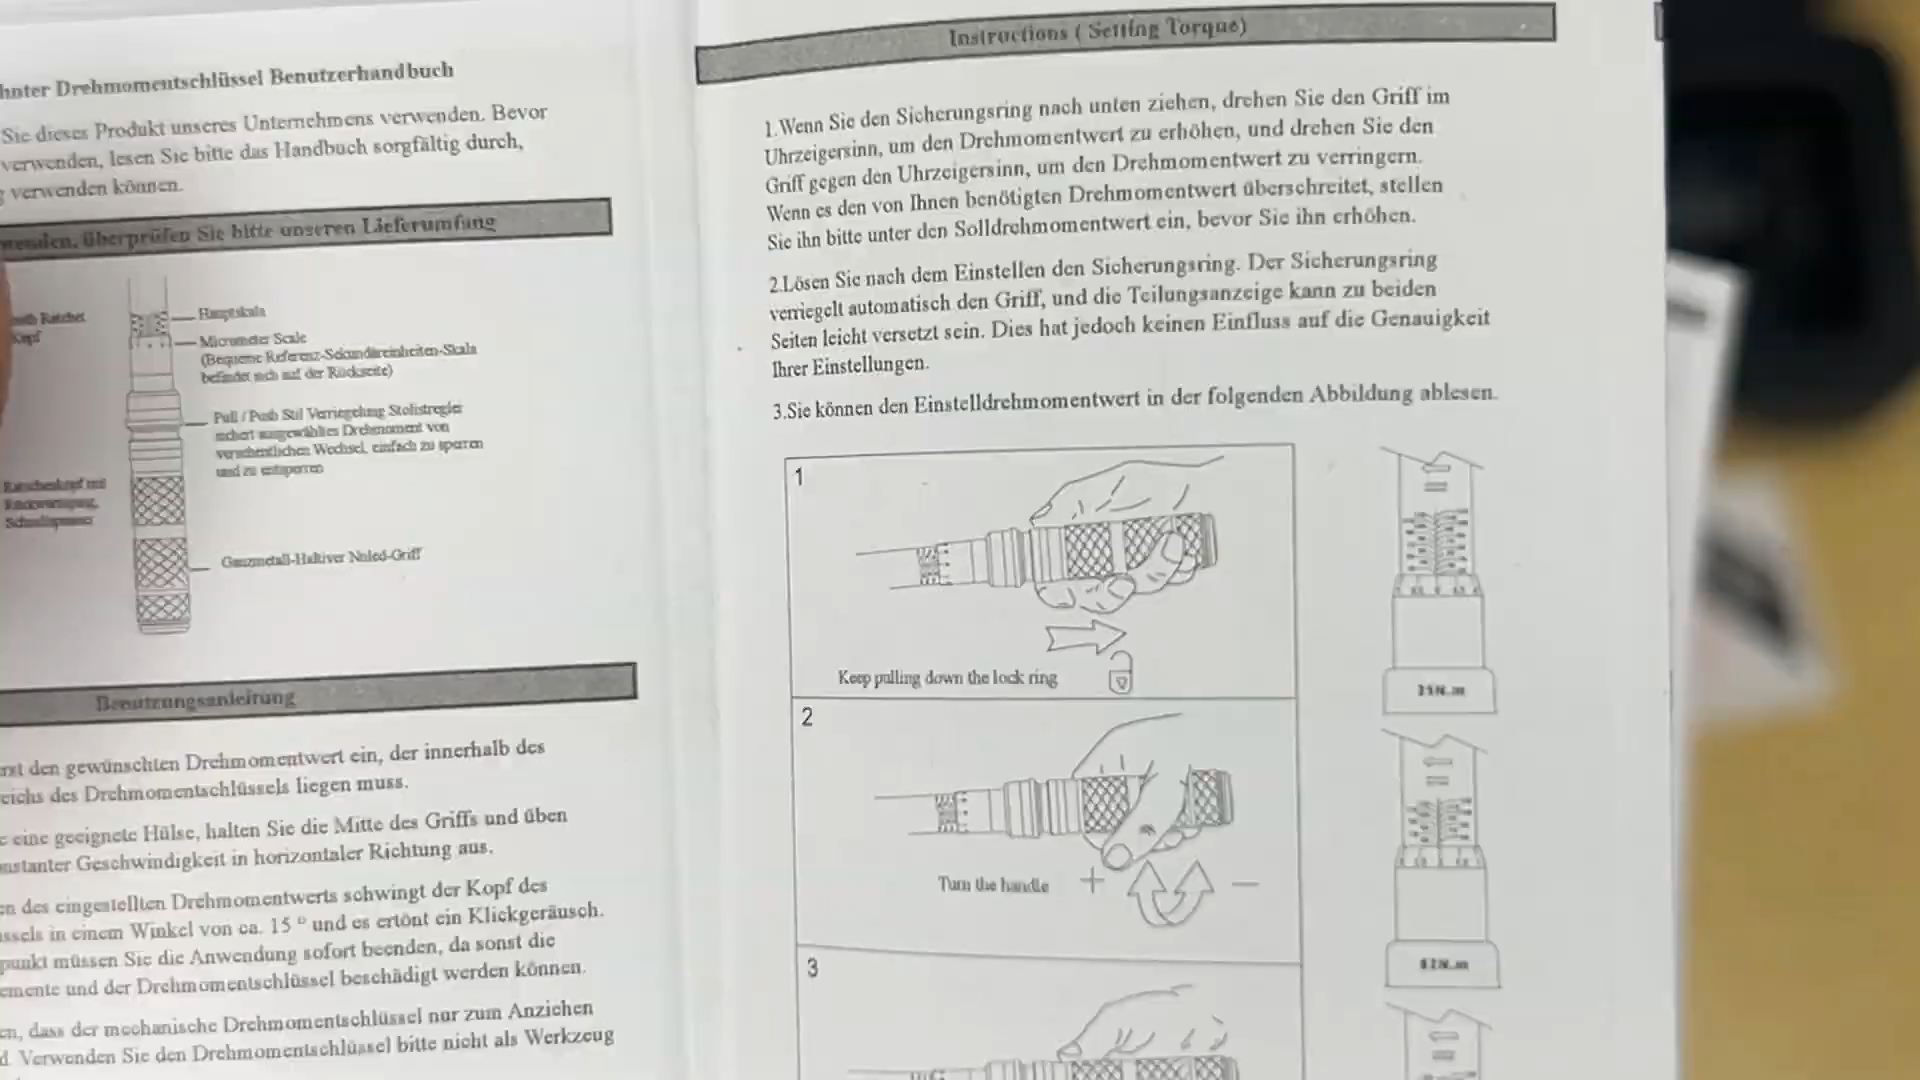 hnter Drehmomentschlüssel Benutzerhandbuch
Sie dieses Produkt unseres Unternehmens verwenden. Bevor
verwenden, lesen Sie bitte das Handbuch sorgfältig durch,
verwenden können.
wenden, überprüfen Sie bitte unseren Lieferumfang
Ratchet
Kopf
Hauptskala
Micrometer Scale
(Bequeme Referenz-Sekundäreinheiten-Skala
befindet sich auf der Rückseite)
Pull / Push Stil Verriegelung Stolistregler
sichert ausgewähltes Drehmoment von
versehentlichen Wechsel, einfach zu sparren
und zu entsperren
Ratschenkopf mit
Ganzmetall-Haltiver Nuled-Griff
Benutzungsanleitung
rst den gewünschten Drehmomentwert ein, der innerhalb des
eichs des Drehmomentschlüssels liegen muss.
e eine geeignete Hülse, halten Sie die Mitte des Griffs und üben
nstanter Geschwindigkeit in horizontaler Richtung aus.
en des eingestellten Drehmomentwerts schwingt der Kopf des
ssels in einem Winkel von ca. 15 ° und es ertönt ein Klickgeräusch.
punkt müssen Sie die Anwendung sofort beenden, da sonst die
emente und der Drehmomentschlüssel beschädigt werden können.
en, dass der mechanische Drehmomentschlüssel nur zum Anziehen
d. Verwenden Sie den Drehmomentschlüssel bitte nicht als Werkzeug
Instructions ( Setting Torque)
1.Wenn Sie den Sicherungsring nach unten ziehen, drehen Sie den Griff im
Uhrzeigersinn, um den Drehmomentwert zu erhöhen, und drehen Sie den
Griff gegen den Uhrzeigersinn, um den Drehmomentwert zu verringern.
Wenn es den von Ihnen benötigten Drehmomentwert überschreitet, stellen
Sie ihn bitte unter den Solldrehmomentwert ein, bevor Sie ihn erhöhen.
2.Lösen Sie nach dem Einstellen den Sicherungsring. Der Sicherungsring
verriegelt automatisch den Griff, und die Teilungsanzeige kann zu beiden
Seiten leicht versetzt sein. Dies hat jedoch keinen Einfluss auf die Genauigkeit
Ihrer Einstellungen.
3.Sie können den Einstelldrehmomentwert in der folgenden Abbildung ablesen.
1
Keep pulling down the lock ring
2
Turn the handle + −
3